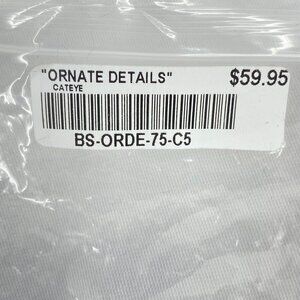 "ORNATE DETAILS" $59.95
CATEYE
BS-ORDE-75-C5